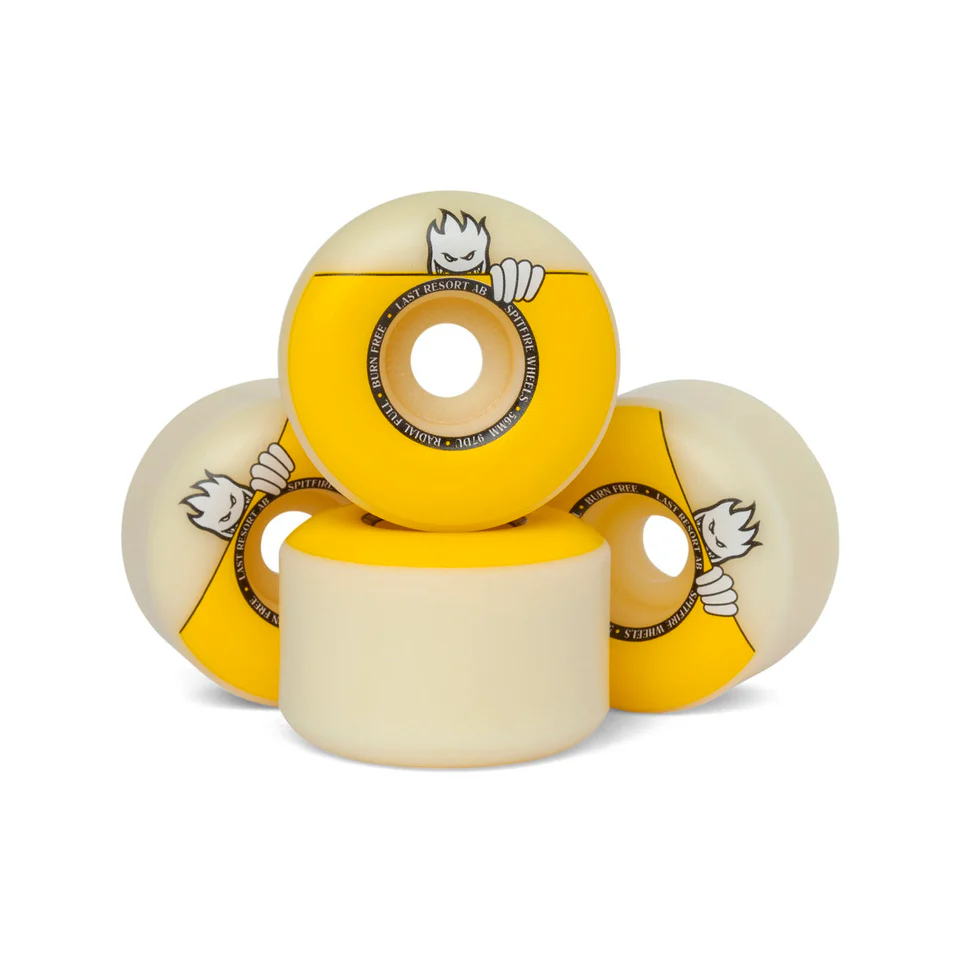 LAST RESORT AB • SPITFIRE WHEELS • 56MM 97DU • RADIAL FULL • BURN FREE •
BURN FREE • LAST RESORT AB SPITFIRE
BURN FREE • LAST RESORT AB SPITFIRE WHEELS •